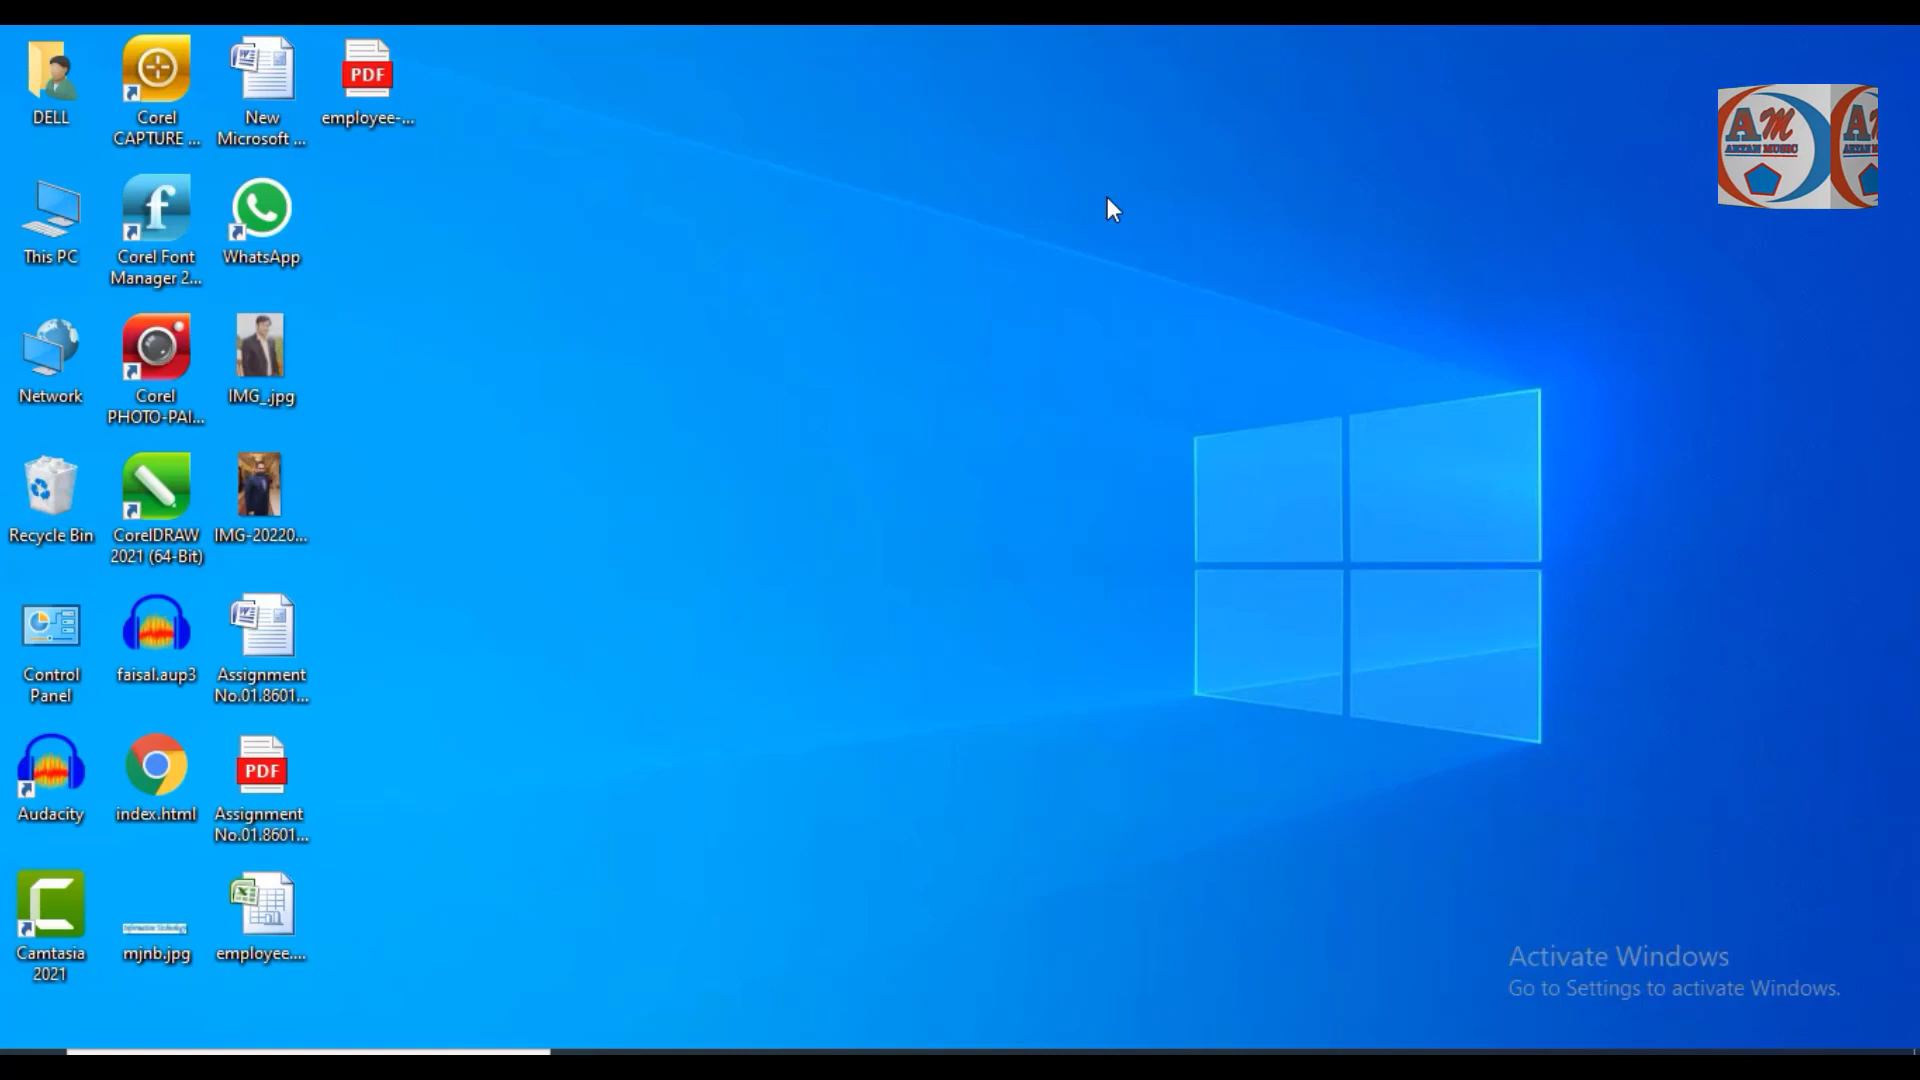 DELL
Corel
CAPTURE ...
New
Microsoft ...
PDF
employee-...
This PC
Corel Font
Manager 2...
WhatsApp
Network
Corel
PHOTO-PAI...
IMG_.jpg
Recycle Bin
CorelDRAW
2021 (64-Bit)
IMG-20220...
Control
Panel
faisal.aup3
Assignment
No.01.8601...
Audacity
index.html
PDF
Assignment
No.01.8601...
Camtasia
2021
mjnb.jpg
employee....
AM
MUSIC
Activate Windows
Go to Settings to activate Windows.